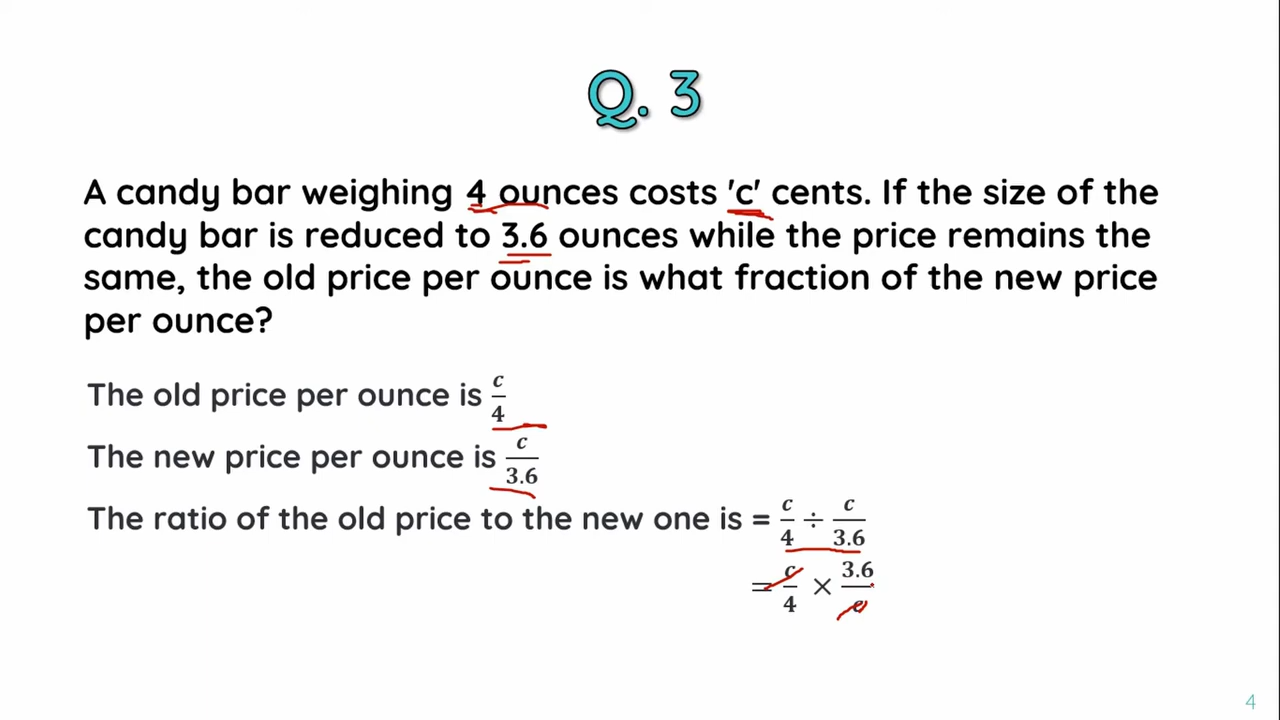 Q. 3
A candy bar weighing 4 ounces costs 'c' cents. If the size of the
candy bar is reduced to 3.6 ounces while the price remains the
same, the old price per ounce is what fraction of the new price
per ounce?
The old price per ounce is c/4
The new price per ounce is c/3.6
The ratio of the old price to the new one is = c/4 ÷ c/3.6
= c/4 × 3.6/c
4